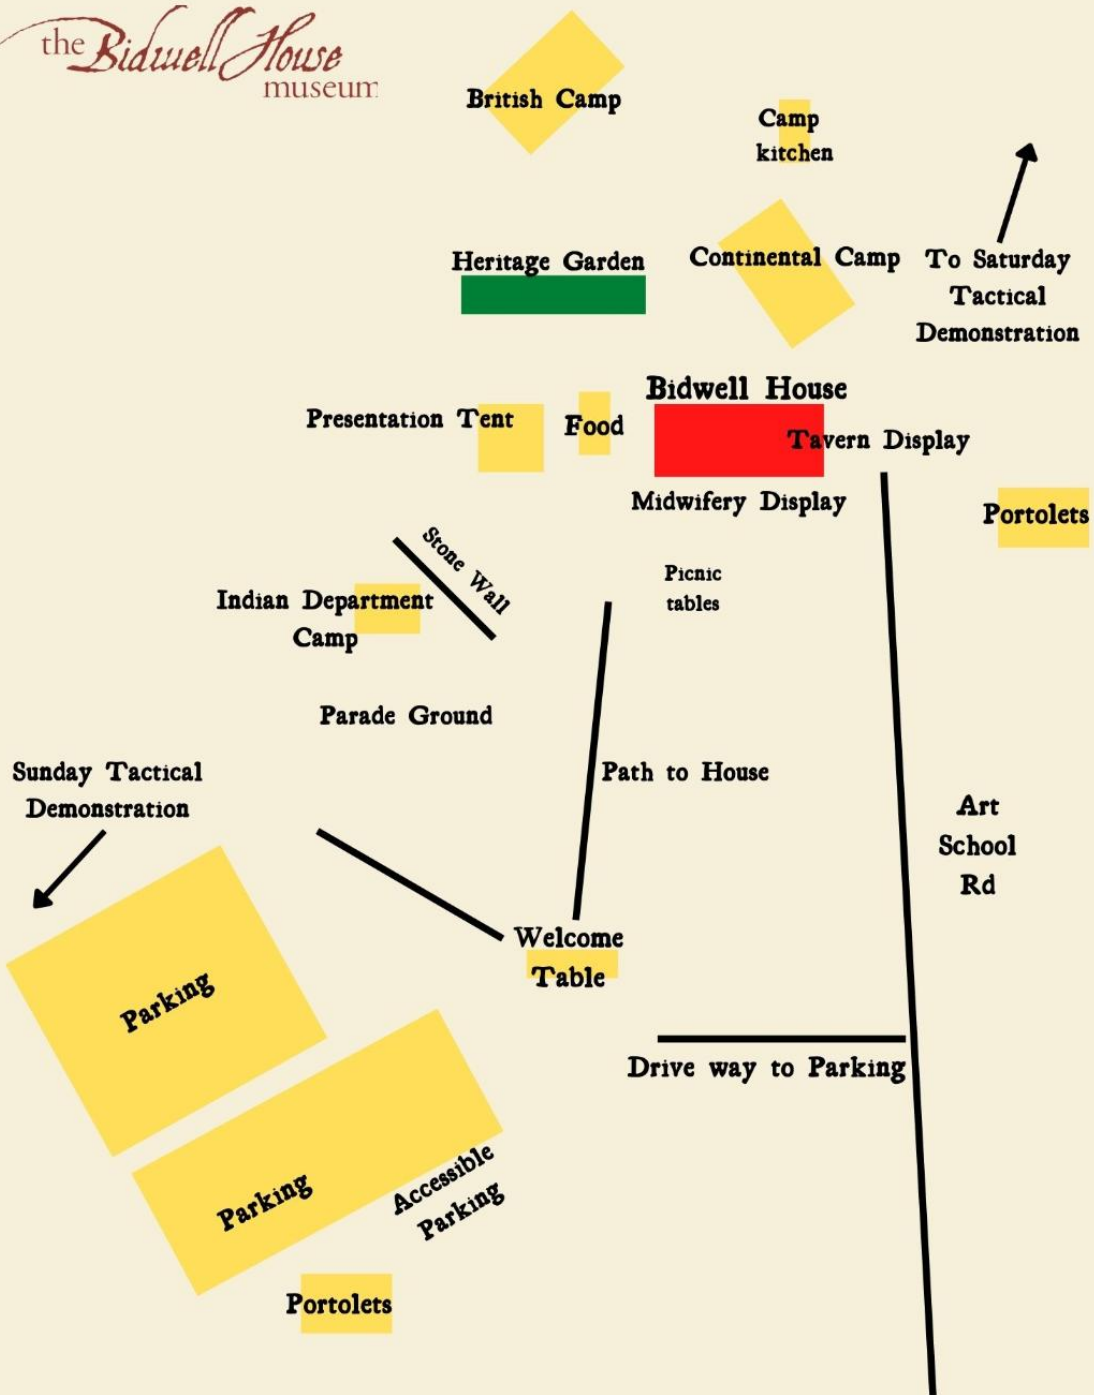 the Bidwell House
museum
British Camp
Camp
kitchen
Heritage Garden
Continental Camp
To Saturday
Tactical
Demonstration
Bidwell House
Presentation Tent
Food
Tavern Display
Midwifery Display
Portolets
Stone Wall
Picnic
tables
Indian Department
Camp
Parade Ground
Sunday Tactical
Demonstration
Path to House
Art
School
Rd
Welcome
Table
Parking
Drive way to Parking
Parking
Accessible
Parking
Portolets